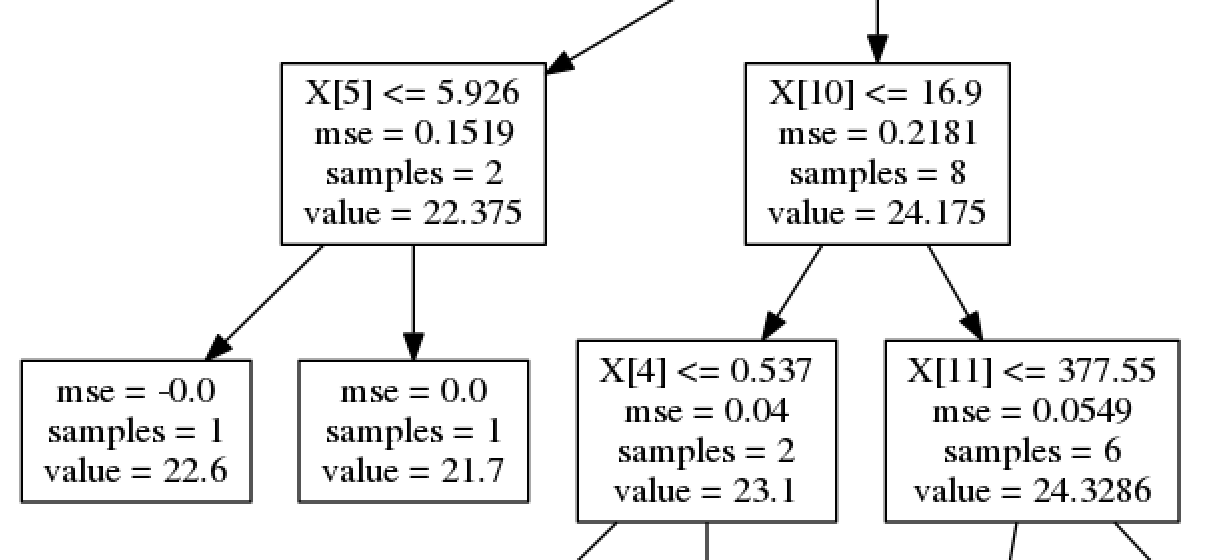 X[5] <= 5.926
mse = 0.1519
samples = 2
value = 22.375
X[10] <= 16.9
mse = 0.2181
samples = 8
value = 24.175
mse = -0.0
samples = 1
value = 22.6
mse = 0.0
samples = 1
value = 21.7
X[4] <= 0.537
mse = 0.04
samples = 2
value = 23.1
X[11] <= 377.55
mse = 0.0549
samples = 6
value = 24.3286